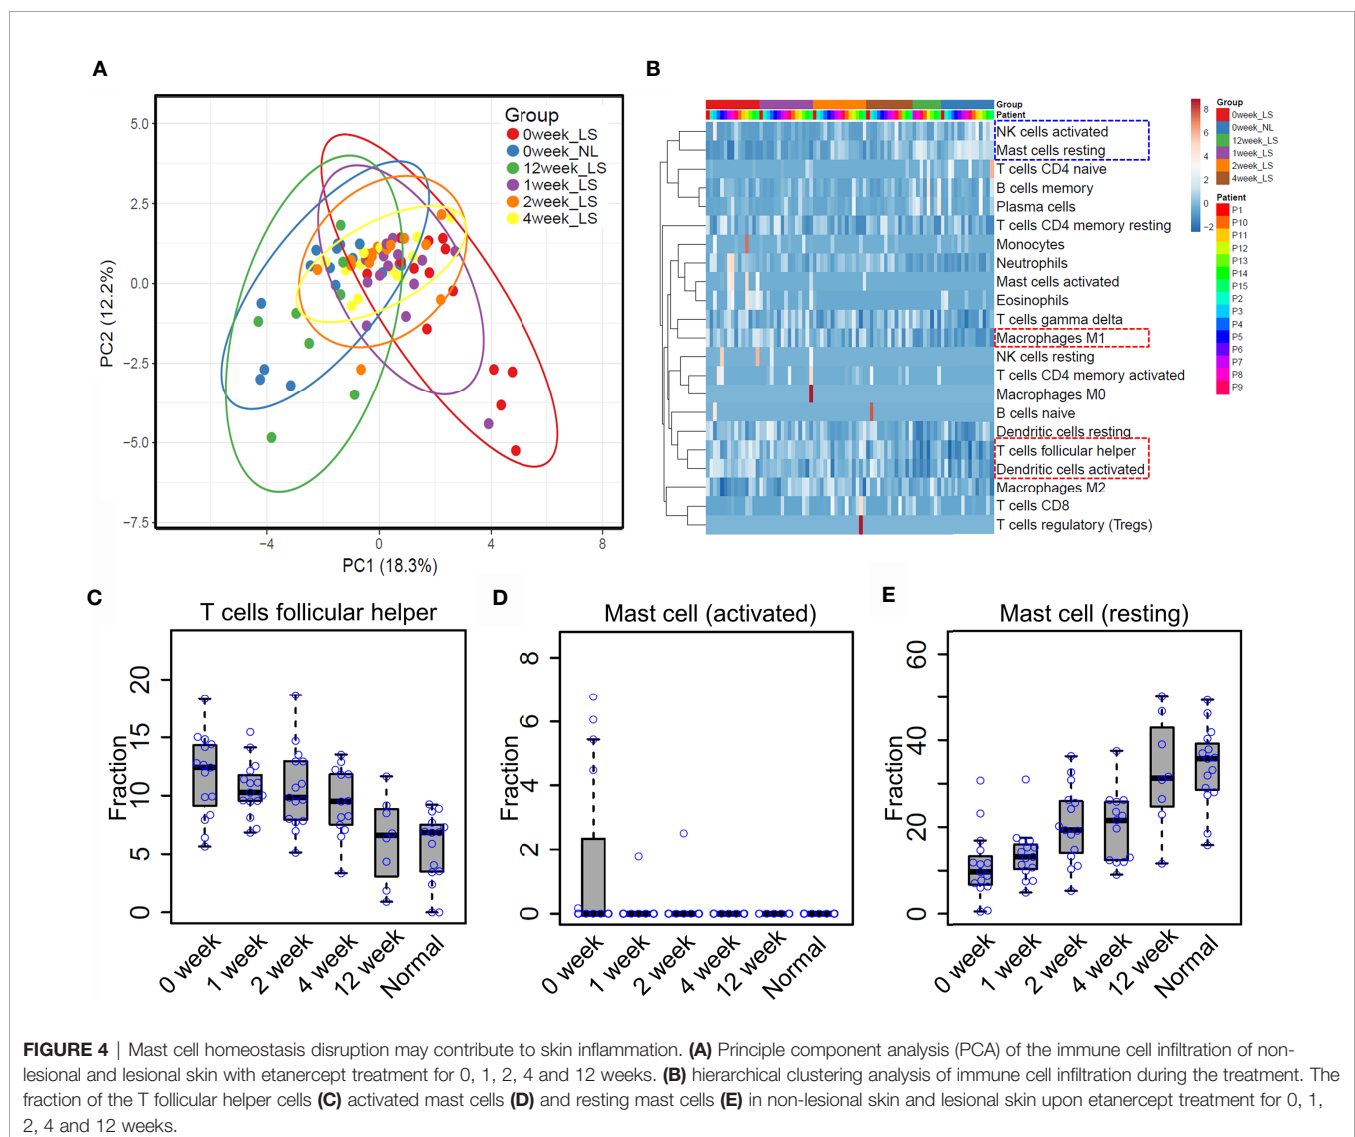 A
B
5.0
2.5
0.0
−2.5
−5.0
−7.5
PC2 (12.2%)
−4
0
4
8
PC1 (18.3%)
Group
0week_LS
0week_NL
12week_LS
1week_LS
2week_LS
4week_LS
Group
Patient
NK cells activated
Mast cells resting
T cells CD4 naive
B cells memory
Plasma cells
T cells CD4 memory resting
Monocytes
Neutrophils
Mast cells activated
Eosinophils
T cells gamma delta
Macrophages M1
NK cells resting
T cells CD4 memory activated
Macrophages M0
B cells naive
Dendritic cells resting
T cells follicular helper
Dendritic cells activated
Macrophages M2
T cells CD8
T cells regulatory (Tregs)
8
6
4
2
0
−2
Group
0week_LS
0week_NL
12week_LS
1week_LS
2week_LS
4week_LS
Patient
P1
P10
P11
P12
P13
P14
P15
P2
P3
P4
P5
P6
P7
P8
P9
C
T cells follicular helper
Fraction
20
15
10
5
0
0 week
1 week
2 week
4 week
12 week
Normal
D
Mast cell (activated)
Fraction
8
6
4
2
0
0 week
1 week
2 week
4 week
12 week
Normal
E
Mast cell (resting)
Fraction
60
40
20
0
0 week
1 week
2 week
4 week
12 week
Normal
FIGURE 4 | Mast cell homeostasis disruption may contribute to skin inflammation. (A) Principle component analysis (PCA) of the immune cell infiltration of non-
lesional and lesional skin with etanercept treatment for 0, 1, 2, 4 and 12 weeks. (B) hierarchical clustering analysis of immune cell infiltration during the treatment. The
fraction of the T follicular helper cells (C) activated mast cells (D) and resting mast cells (E) in non-lesional skin and lesional skin upon etanercept treatment for 0, 1,
2, 4 and 12 weeks.